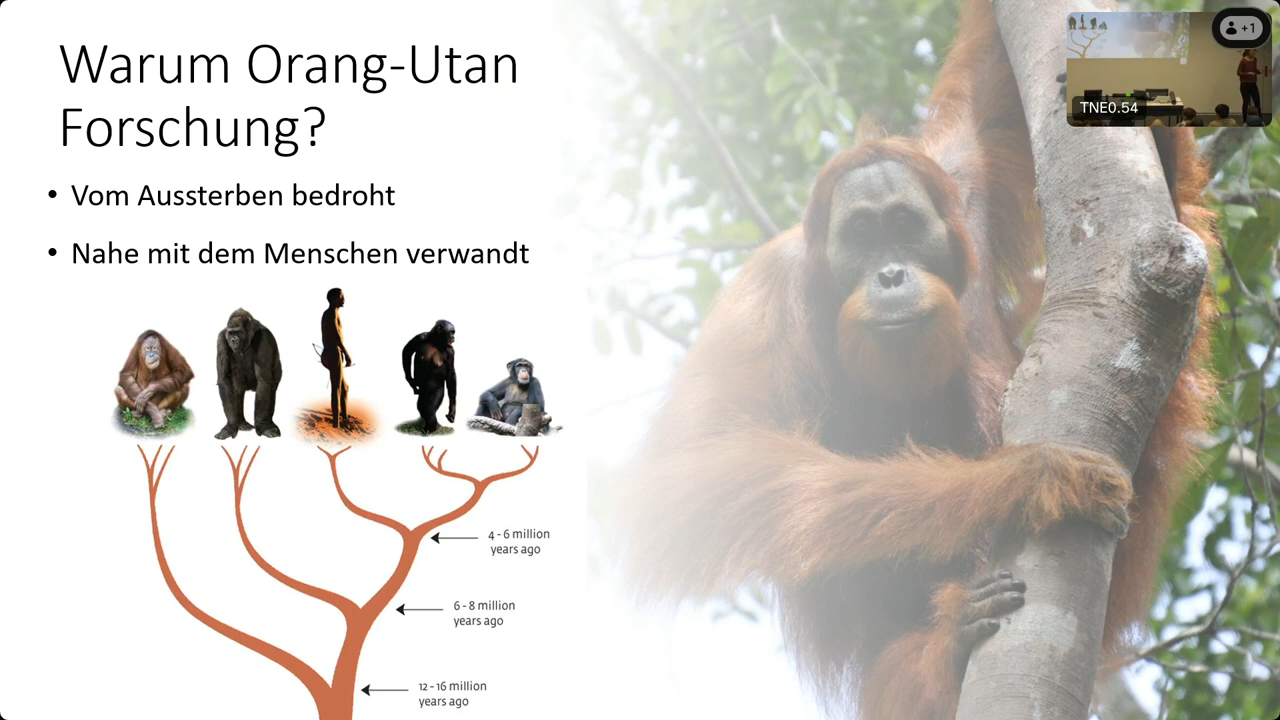 Warum Orang-Utan
Forschung?
• Vom Aussterben bedroht
• Nahe mit dem Menschen verwandt
4 - 6 million
years ago
6 - 8 million
years ago
12 - 16 million
years ago
+1
TNE0.54